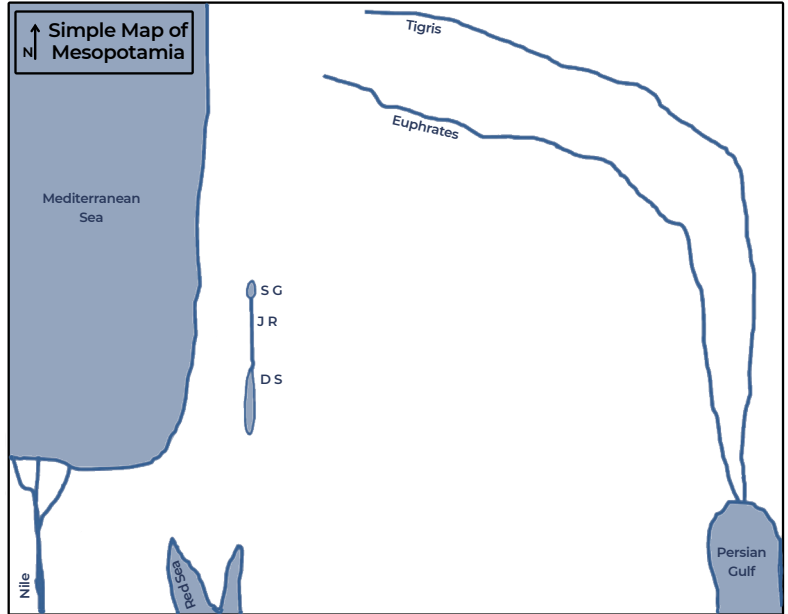 Simple Map of
Mesopotamia
N
Tigris
Euphrates
Mediterranean
Sea
S G
J R
D S
Nile
Red Sea
Persian
Gulf